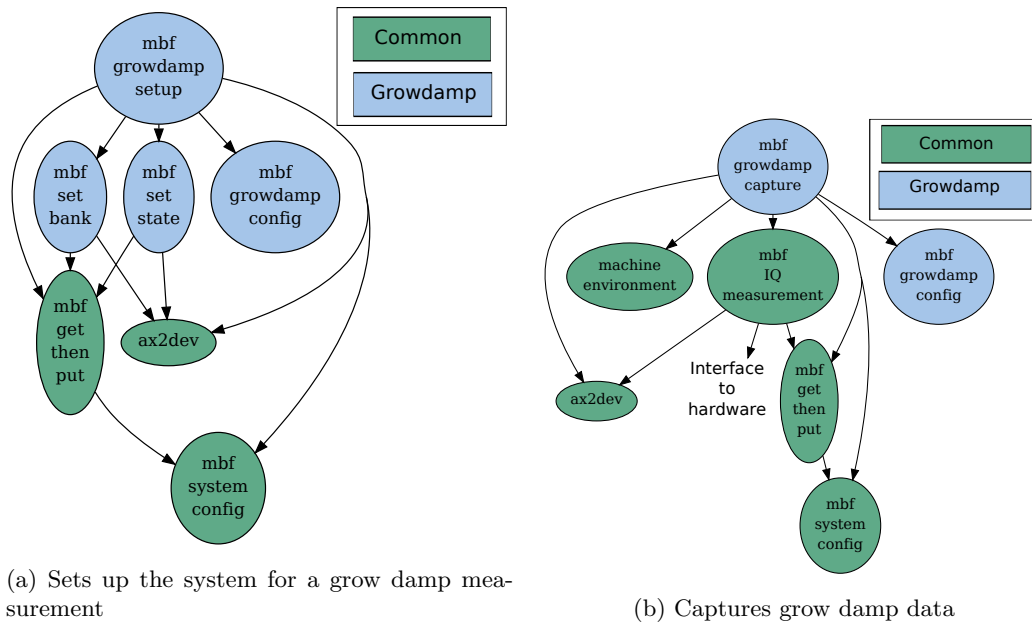 mbf
growdamp
setup
Common
Growdamp
mbf
set
bank
mbf
set
state
mbf
growdamp
config
mbf
get
then
put
ax2dev
mbf
system
config
(a) Sets up the system for a grow damp mea-
surement
mbf
growdamp
capture
Common
Growdamp
machine
environment
mbf
IQ
measurement
mbf
growdamp
config
ax2dev
Interface
to
hardware
mbf
get
then
put
mbf
system
config
(b) Captures grow damp data